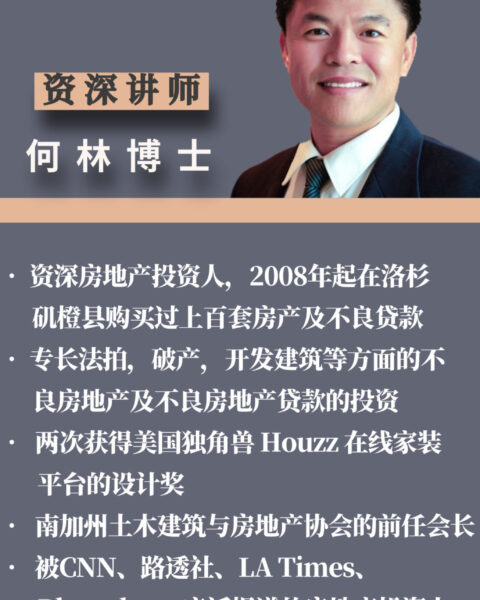 资深讲师
何林博士
· 资深房地产投资人，2008年起在洛杉
矶橙县购买过上百套房产及不良贷款
· 专长法拍，破产，开发建筑等方面的不
良房地产及不良房地产贷款的投资
· 两次获得美国独角兽 Houzz 在线家装
平台的设计奖
· 南加州土木建筑与房地产协会的前任会长
· 被CNN、路透社、LA Times、